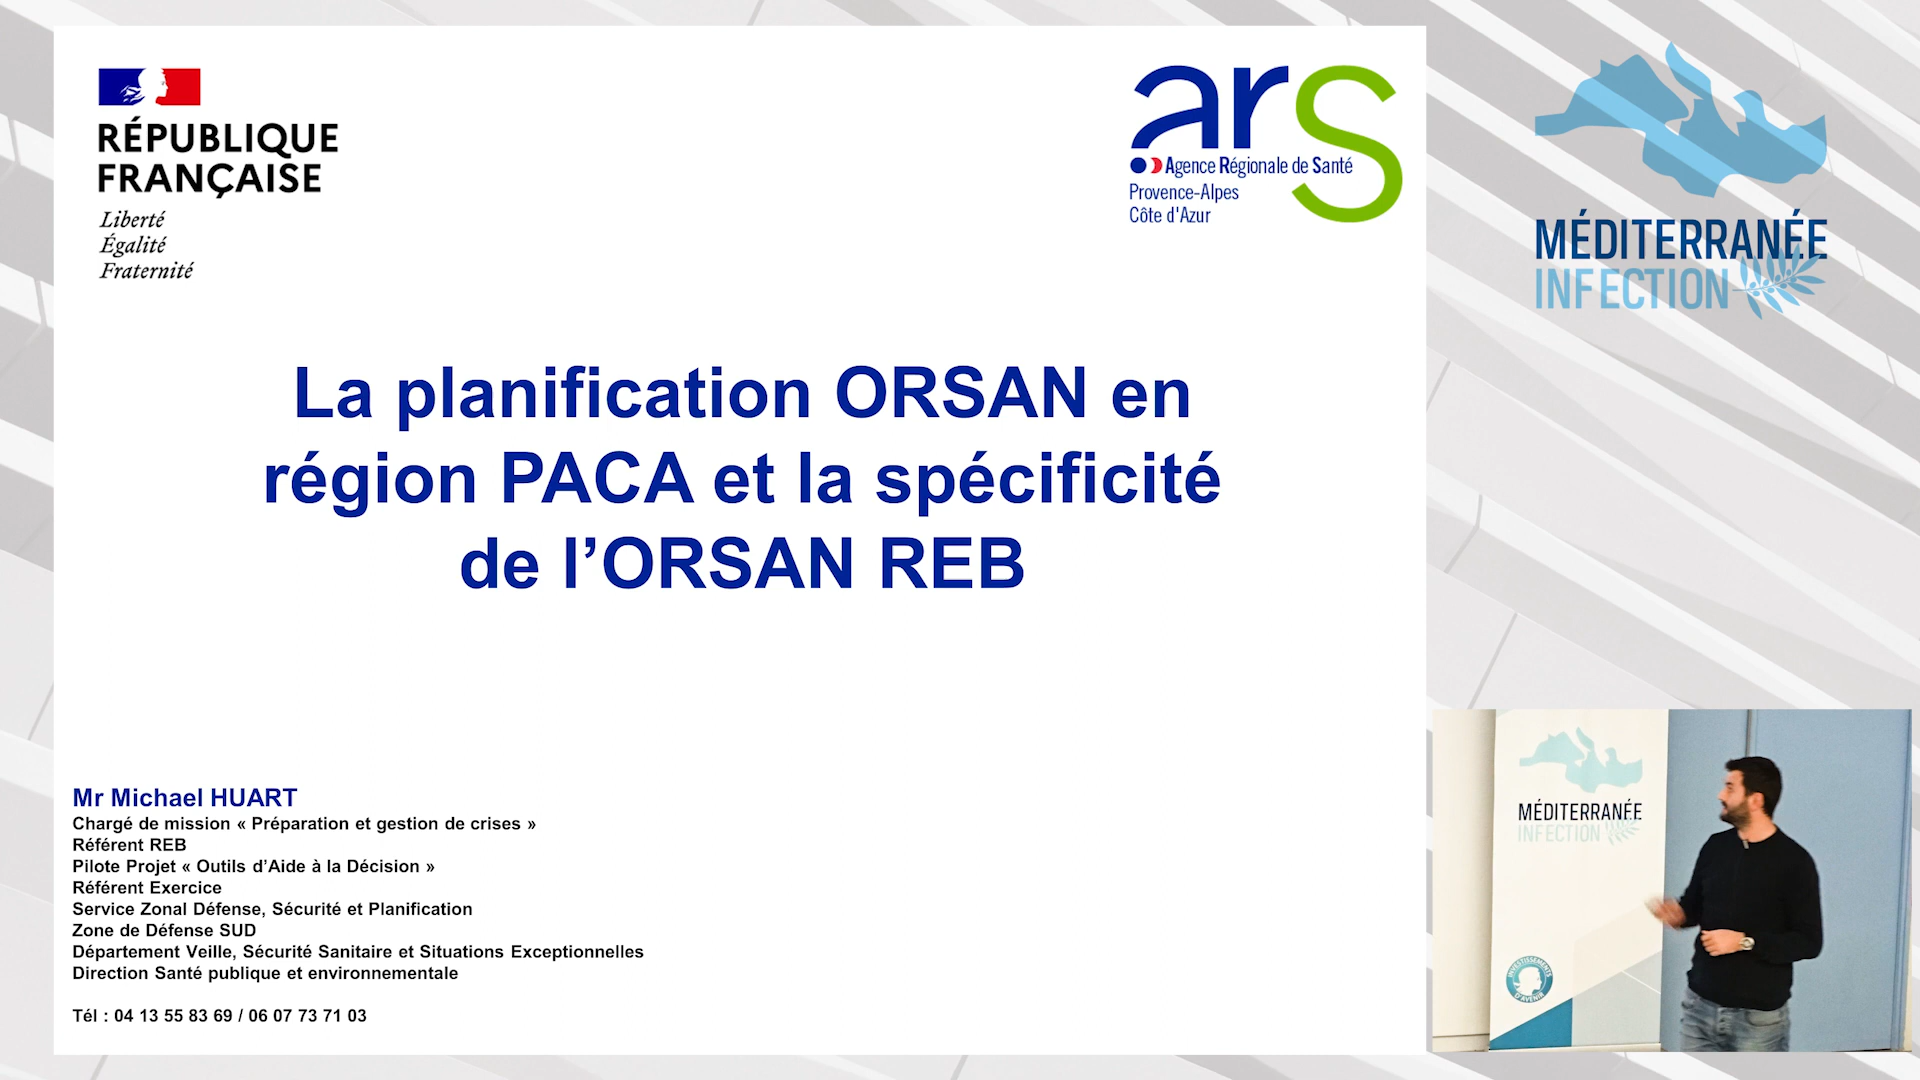 RÉPUBLIQUE
FRANÇAISE
Liberté
Égalité
Fraternité
ars
Agence Régionale de Santé
Provence-Alpes
Côte d'Azur
La planification ORSAN en
région PACA et la spécificité
de l’ORSAN REB
Mr Michael HUART
Chargé de mission « Préparation et gestion de crises »
Référent REB
Pilote Projet « Outils d’Aide à la Décision »
Référent Exercice
Service Zonal Défense, Sécurité et Planification
Zone de Défense SUD
Département Veille, Sécurité Sanitaire et Situations Exceptionnelles
Direction Santé publique et environnementale
Tél : 04 13 55 83 69 / 06 07 73 71 03
MÉDITERRANÉE
INFECTION
MÉDITERRANÉE
INFECTION
INVESTISSEMENTS
D'AVENIR